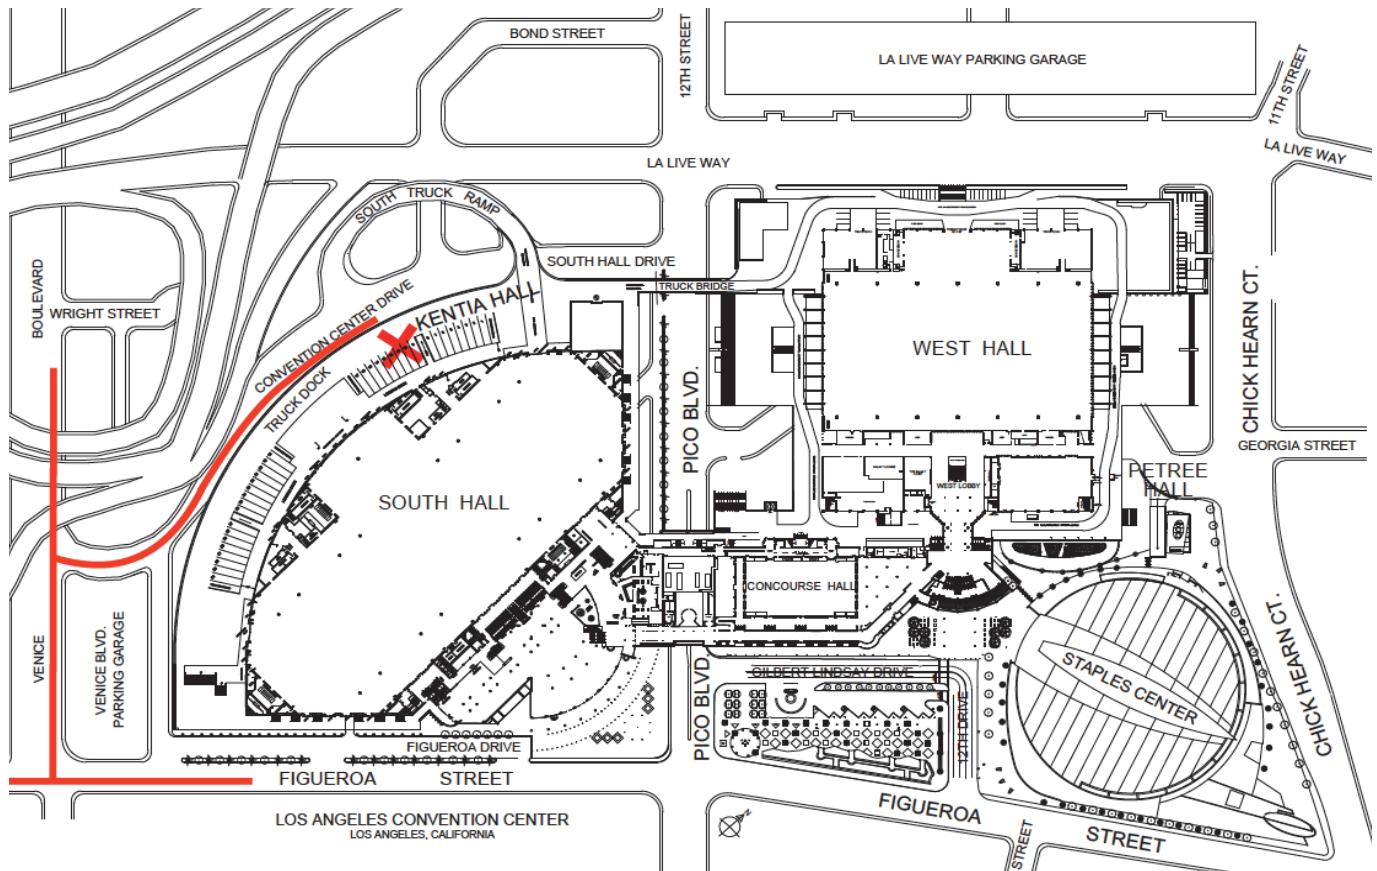 BOND STREET
12TH STREET
LA LIVE WAY PARKING GARAGE
11TH STREET
LA LIVE WAY
LA LIVE WAY
SOUTH TRUCK RAMP
SOUTH HALL DRIVE
TRUCK BRIDGE
BOULEVARD
WRIGHT STREET
CONVENTION CENTER DRIVE
KENTIA HALL
TRUCK DOCK
WEST HALL
CHICK HEARN CT.
PICO BLVD.
GEORGIA STREET
PETREE
HALL
WEST LOBBY
SOUTH HALL
CONCOURSE HALL
VENICE
VENICE BLVD.
PARKING GARAGE
PICO BLVD.
GILBERT LINDSAY DRIVE
12TH DRIVE
STAPLES CENTER
CHICK HEARN CT.
FIGUEROA DRIVE
FIGUEROA STREET
FIGUEROA STREET
LOS ANGELES CONVENTION CENTER
LOS ANGELES, CALIFORNIA
N
STREET